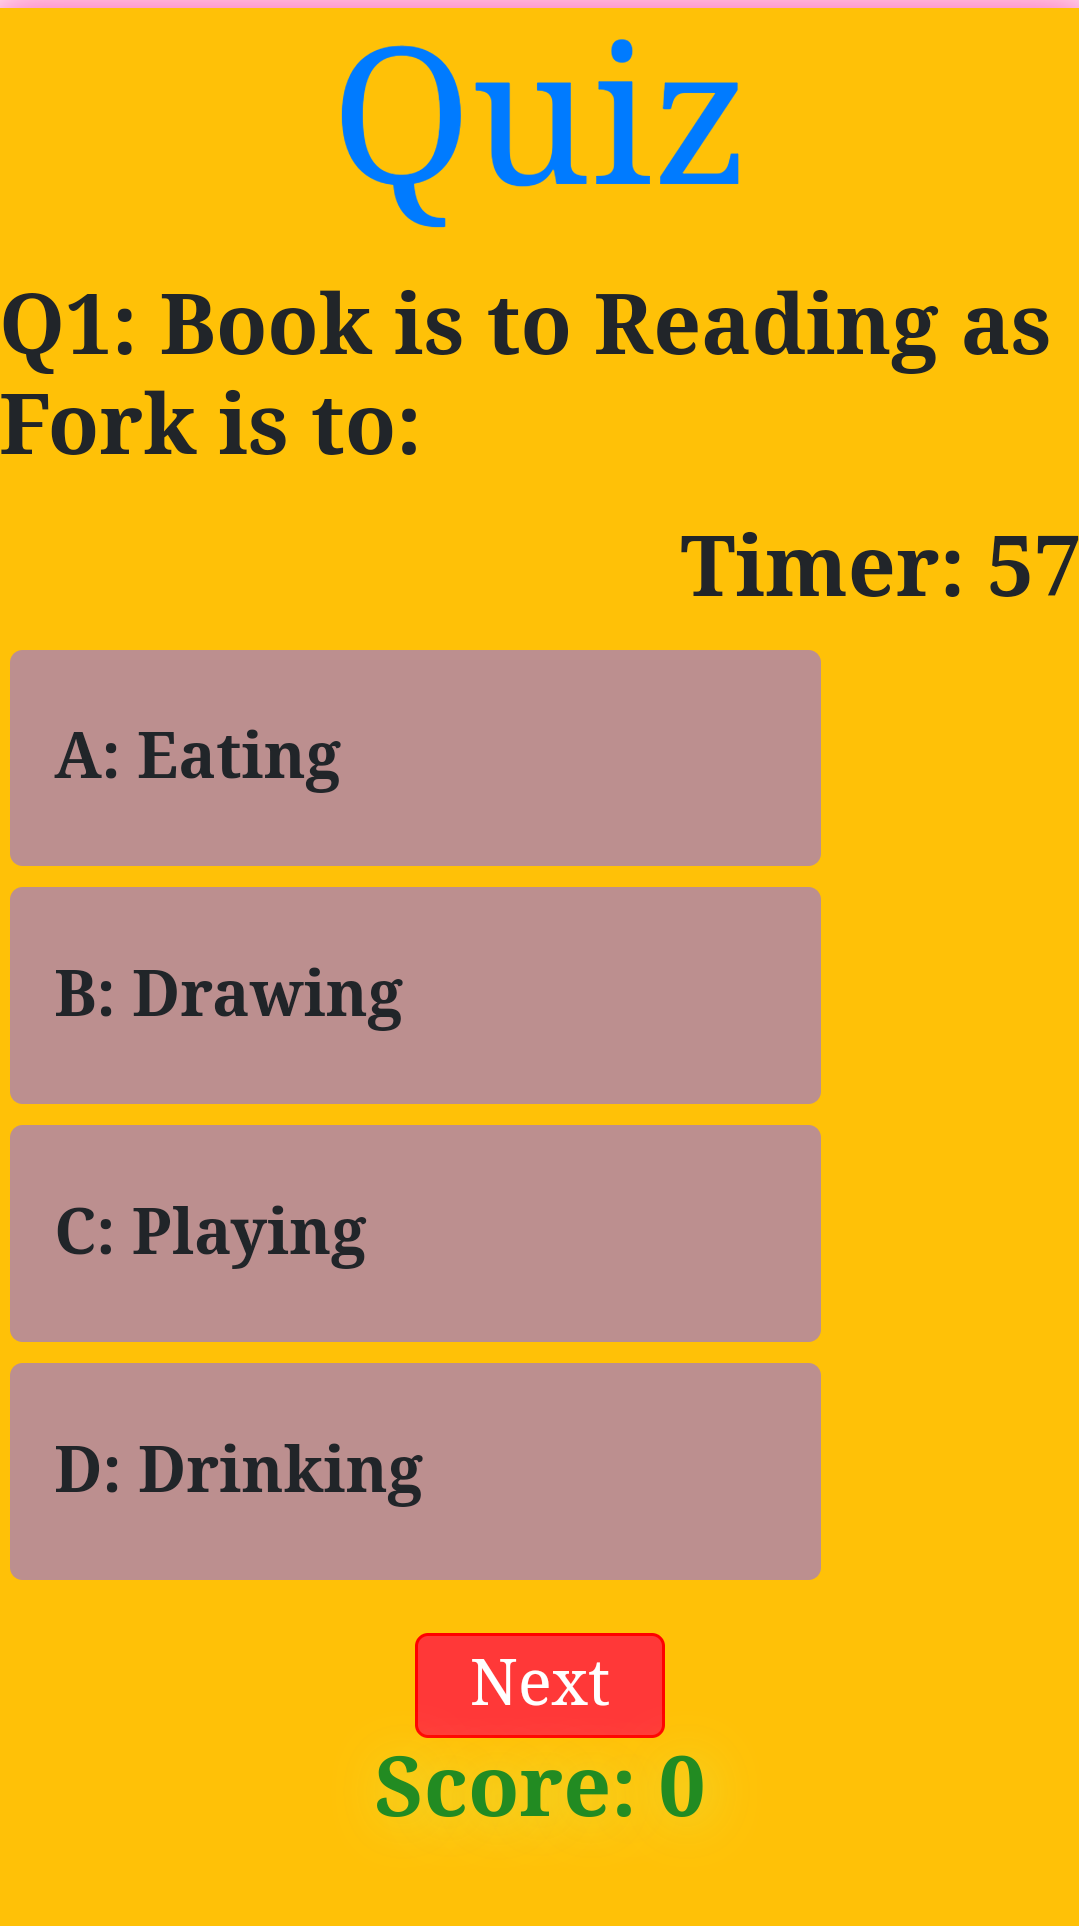 Quiz
Q1: Book is to Reading as
Fork is to:
Timer: 57
A: Eating
B: Drawing
C: Playing
D: Drinking
Next
Score: 0